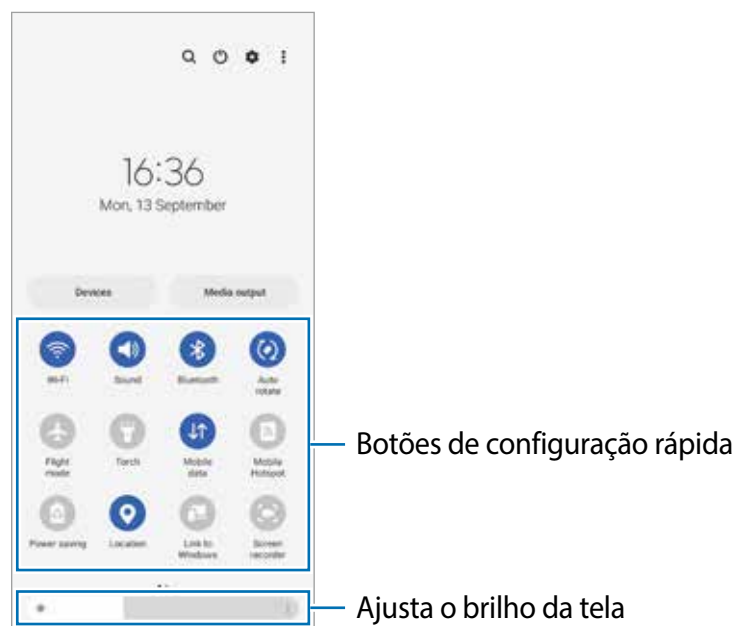 16:36
Mon, 13 September
Devices Media output
Wi-Fi Sound Bluetooth Auto
rotate
Flight
mode Torch Mobile
data Mobile
Hotspot
Botões de configuração rápida
Power saving Location Link to
Windows Screen
recorder
Ajusta o brilho da tela